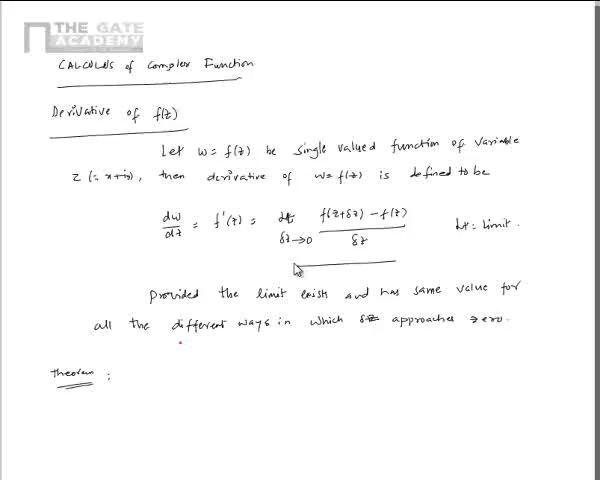 THE GATE
ACADEMY
CALCULUS of Complex Function
Derivative of f(z)
Let w = f(z) be single valued function of variable
z (= x+iy), then derivative of w = f(z) is defined to be
dw/dz = f'(z) = Lt δz→0 f(z+δz) – f(z) / δz Lt = Limit.
Provided the limit exists and has same value for
all the different ways in which δz approaches zero.
Theorem :